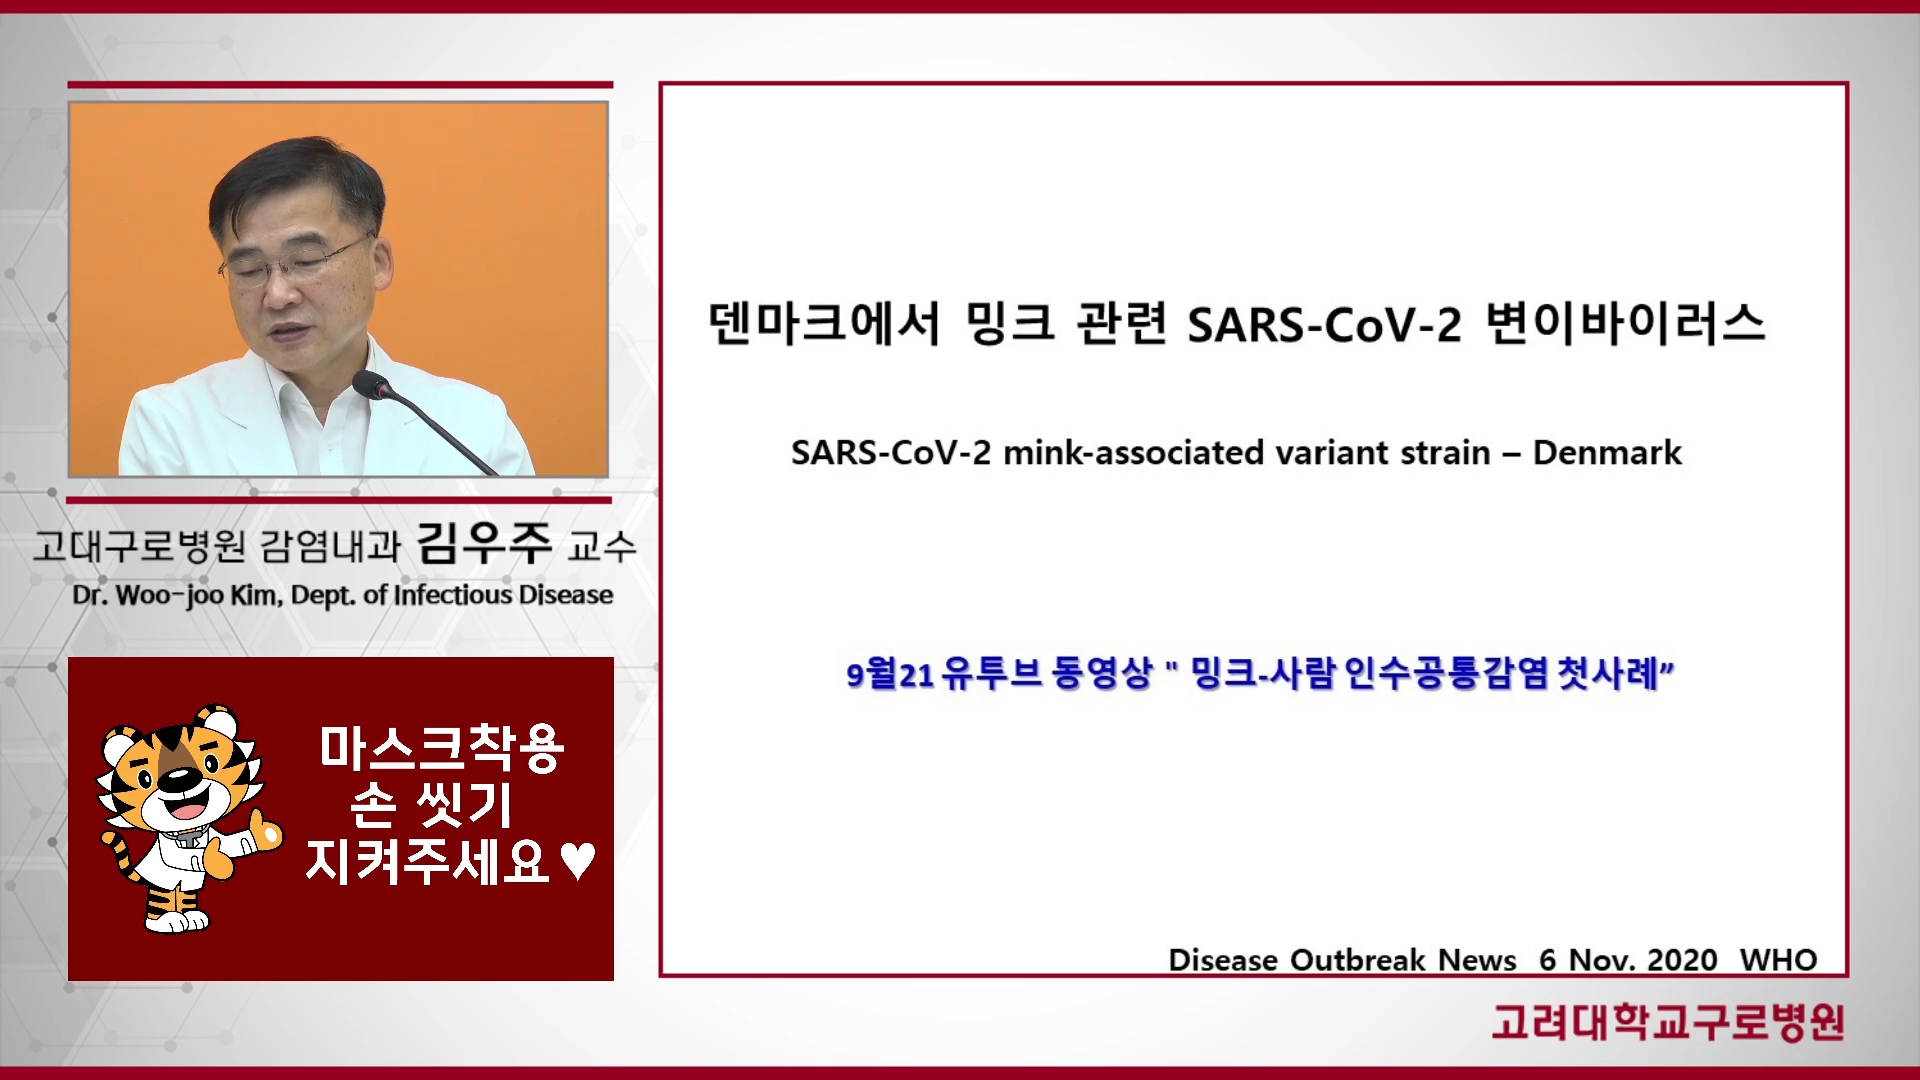 고대구로병원 감염내과 김우주 교수
Dr. Woo-joo Kim, Dept. of Infectious Disease
마스크착용
손 씻기
지켜주세요♥
덴마크에서 밍크 관련 SARS-CoV-2 변이바이러스
SARS-CoV-2 mink-associated variant strain – Denmark
9월21 유투브 동영상 " 밍크-사람 인수공통감염 첫사례”
Disease Outbreak News 6 Nov. 2020 WHO
고려대학교구로병원